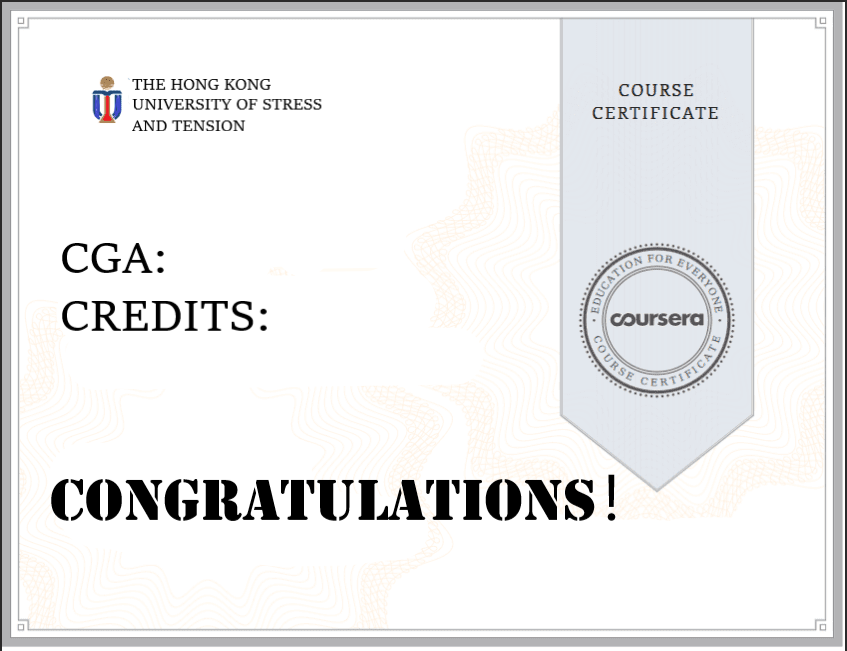 THE HONG KONG
UNIVERSITY OF STRESS
AND TENSION
COURSE
CERTIFICATE
CGA:
CREDITS:
EDUCATION FOR EVERYONE
coursera
COURSE CERTIFICATE
CONGRATULATIONS!